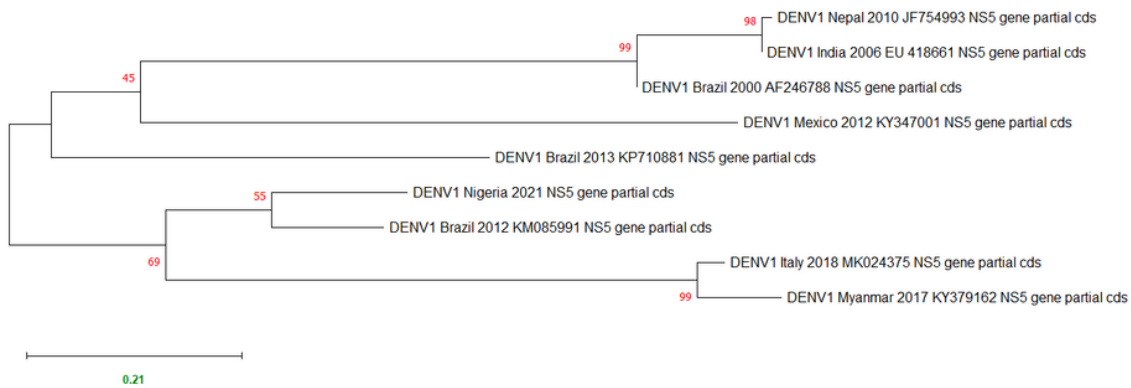 98
DENV1 Nepal 2010 JF754993 NS5 gene partial cds
99
DENV1 India 2006 EU 418661 NS5 gene partial cds
45
DENV1 Brazil 2000 AF246788 NS5 gene partial cds
DENV1 Mexico 2012 KY347001 NS5 gene partial cds
DENV1 Brazil 2013 KP710881 NS5 gene partial cds
55
DENV1 Nigeria 2021 NS5 gene partial cds
DENV1 Brazil 2012 KM085991 NS5 gene partial cds
69
DENV1 Italy 2018 MK024375 NS5 gene partial cds
99
DENV1 Myanmar 2017 KY379162 NS5 gene partial cds
0.21